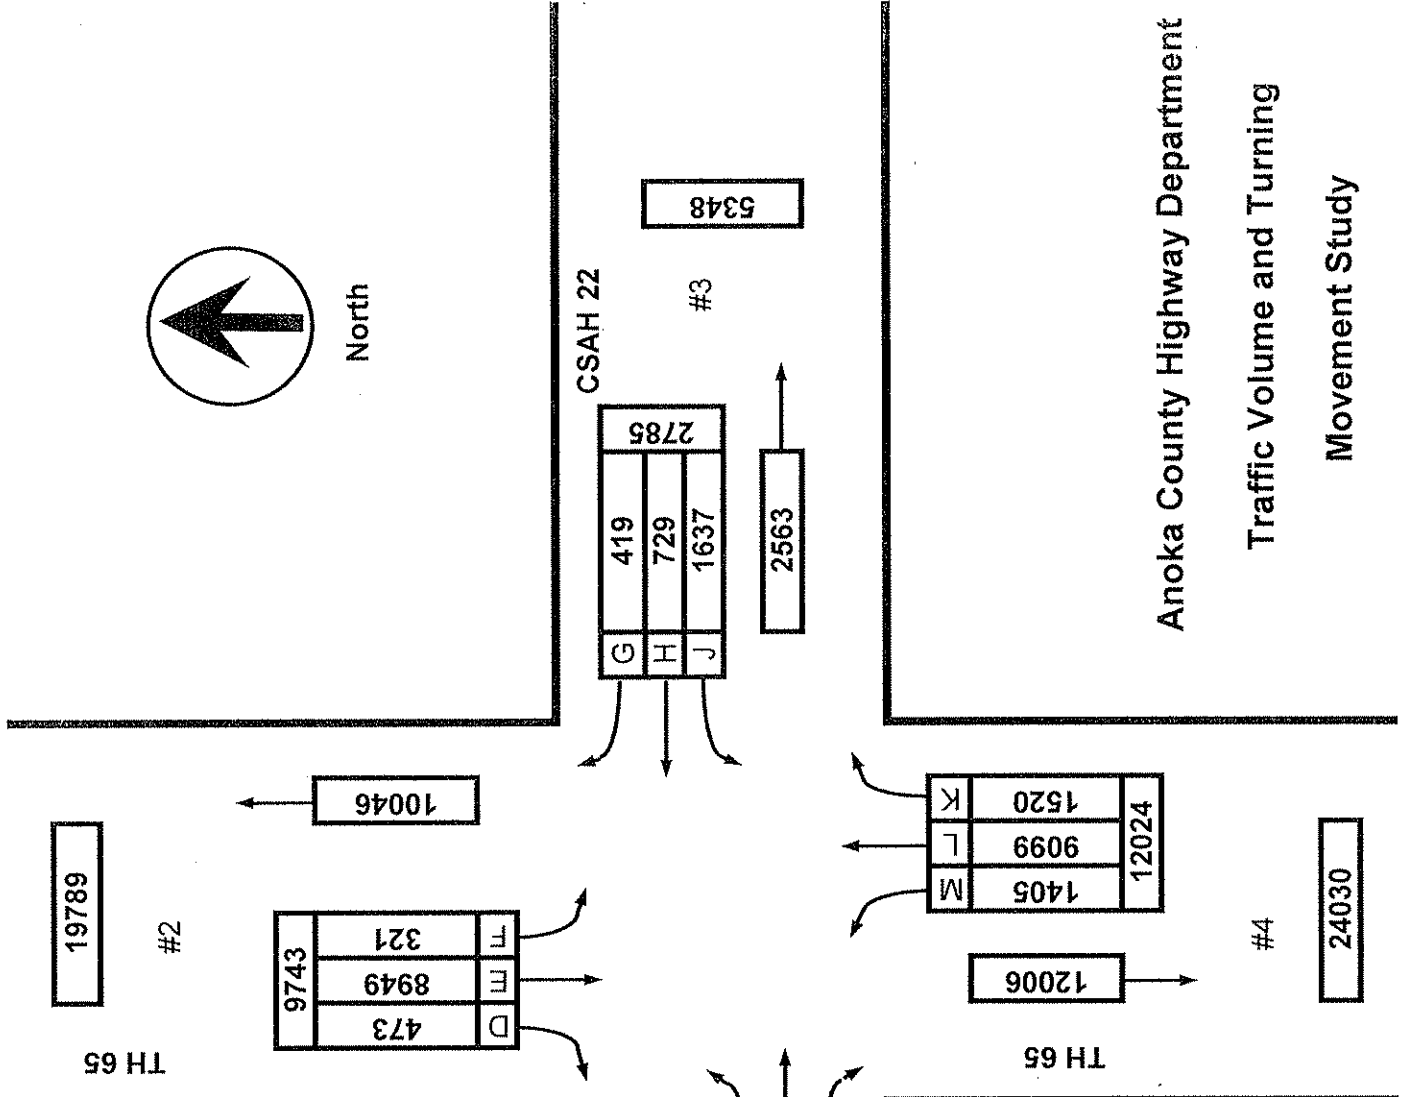 North
CSAH 22
#3
5348
2785
G 419
H 729
J 1637
2563
19789
#2
10046
9743
321
8949
473
F
E
D
TH 65
K 1520
L 9099
M 1405
12024
12006
#4
24030
TH 65
Anoka County Highway Department
Traffic Volume and Turning
Movement Study